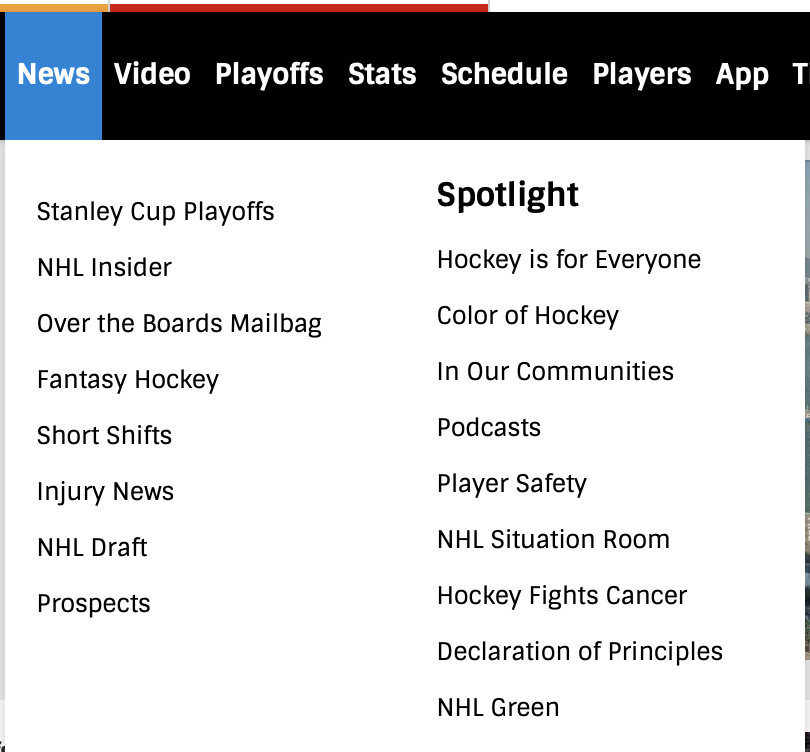 News Video Playoffs Stats Schedule Players App
Stanley Cup Playoffs
NHL Insider
Over the Boards Mailbag
Fantasy Hockey
Short Shifts
Injury News
NHL Draft
Prospects
Spotlight
Hockey is for Everyone
Color of Hockey
In Our Communities
Podcasts
Player Safety
NHL Situation Room
Hockey Fights Cancer
Declaration of Principles
NHL Green